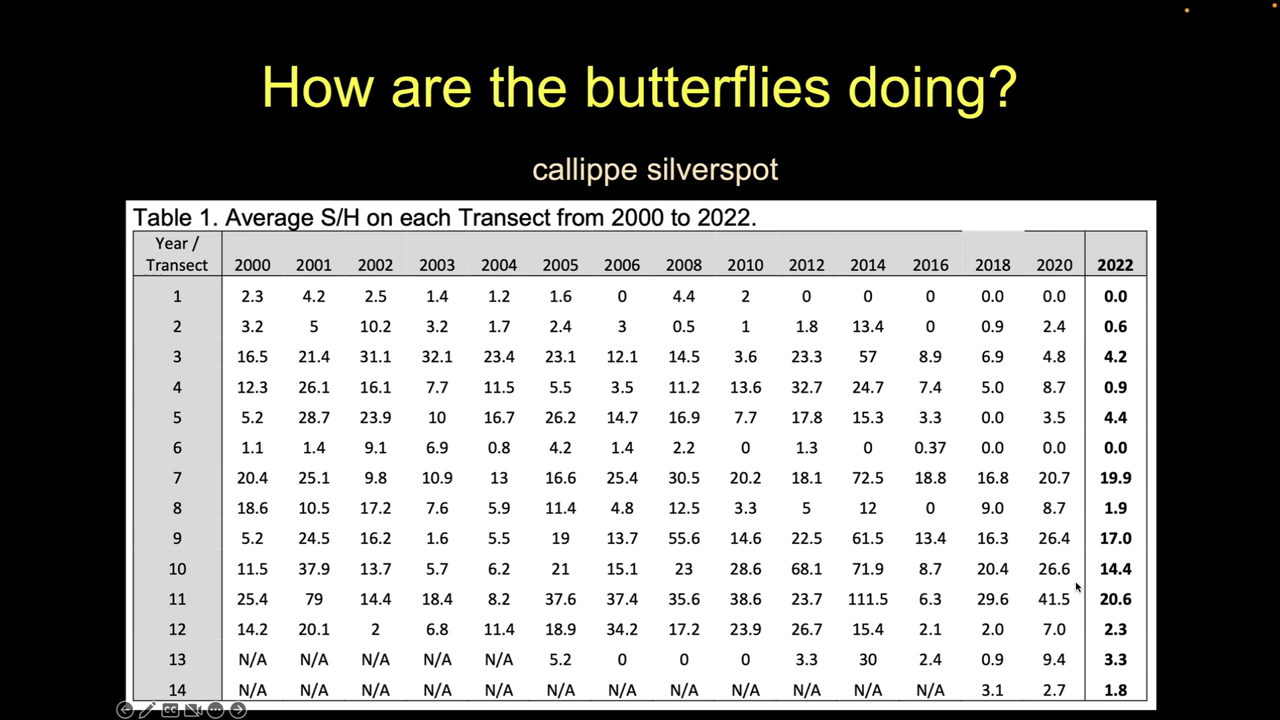 How are the butterflies doing?
callippe silverspot
Table 1. Average S/H on each Transect from 2000 to 2022.
Year / Transect 2000 2001 2002 2003 2004 2005 2006 2008 2010 2012 2014 2016 2018 2020 2022
1 2.3 4.2 2.5 1.4 1.2 1.6 0 4.4 2 0 0 0 0.0 0.0 0.0
2 3.2 5 10.2 3.2 1.7 2.4 3 0.5 1 1.8 13.4 0 0.9 2.4 0.6
3 16.5 21.4 31.1 32.1 23.4 23.1 12.1 14.5 3.6 23.3 57 8.9 6.9 4.8 4.2
4 12.3 26.1 16.1 7.7 11.5 5.5 3.5 11.2 13.6 32.7 24.7 7.4 5.0 8.7 0.9
5 5.2 28.7 23.9 10 16.7 26.2 14.7 16.9 7.7 17.8 15.3 3.3 0.0 3.5 4.4
6 1.1 1.4 9.1 6.9 0.8 4.2 1.4 2.2 0 1.3 0 0.37 0.0 0.0 0.0
7 20.4 25.1 9.8 10.9 13 16.6 25.4 30.5 20.2 18.1 72.5 18.8 16.8 20.7 19.9
8 18.6 10.5 17.2 7.6 5.9 11.4 4.8 12.5 3.3 5 12 0 9.0 8.7 1.9
9 5.2 24.5 16.2 1.6 5.5 19 13.7 55.6 14.6 22.5 61.5 13.4 16.3 26.4 17.0
10 11.5 37.9 13.7 5.7 6.2 21 15.1 23 28.6 68.1 71.9 8.7 20.4 26.6 14.4
11 25.4 79 14.4 18.4 8.2 37.6 37.4 35.6 38.6 23.7 111.5 6.3 29.6 41.5 20.6
12 14.2 20.1 2 6.8 11.4 18.9 34.2 17.2 23.9 26.7 15.4 2.1 2.0 7.0 2.3
13 N/A N/A N/A N/A N/A 5.2 0 0 0 3.3 30 2.4 0.9 9.4 3.3
14 N/A N/A N/A N/A N/A N/A N/A N/A N/A N/A N/A N/A 3.1 2.7 1.8
CC